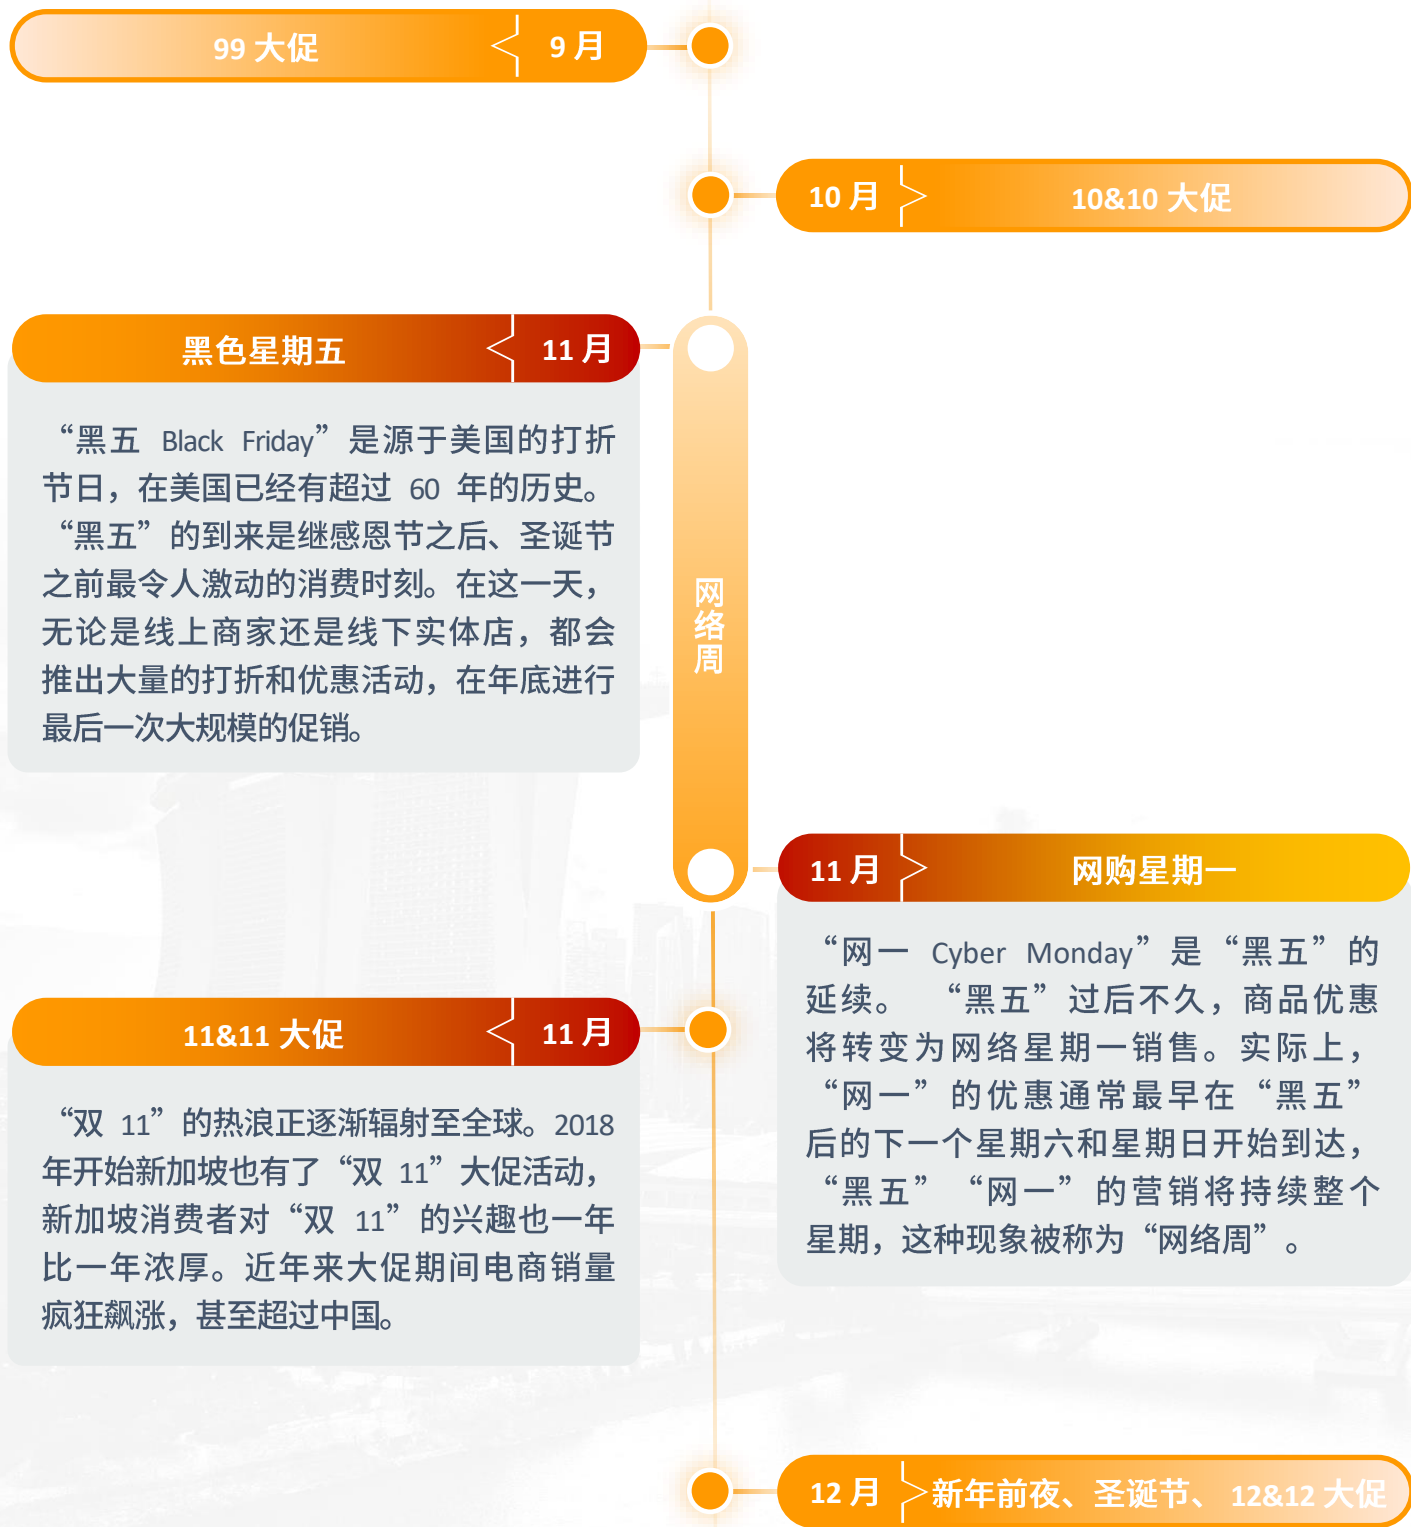 99 大促
9 月
10 月
10&10 大促
黑色星期五
11 月
“黑五 Black Friday”是源于美国的打折
节日，在美国已经有超过 60 年的历史。
“黑五”的到来是继感恩节之后、圣诞节
之前最令人激动的消费时刻。在这一天，
无论是线上商家还是线下实体店，都会
推出大量的打折和优惠活动，在年底进行
最后一次大规模的促销。
网
络
周
11 月
网购星期一
“网一 Cyber Monday”是“黑五”的
延续。 “黑五”过后不久，商品优惠
将转变为网络星期一销售。实际上，
“网一”的优惠通常最早在“黑五”
后的下一个星期六和星期日开始到达，
“黑五”“网一”的营销将持续整个
星期，这种现象被称为“网络周”。
11&11 大促
11 月
“双 11”的热浪正逐渐辐射至全球。2018
年开始新加坡也有了“双 11”大促活动，
新加坡消费者对“双 11”的兴趣也一年
比一年浓厚。近年来大促期间电商销量
疯狂飙涨，甚至超过中国。
12 月
新年前夜、圣诞节、 12&12 大促